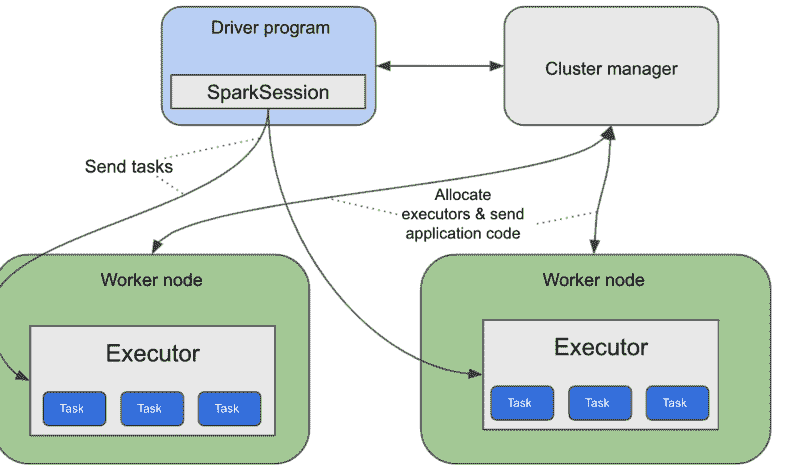 Driver program
SparkSession
Cluster manager
Send tasks
Allocate
executors & send
application code
Worker node
Executor
Task
Task
Task
Worker node
Executor
Task
Task
Task